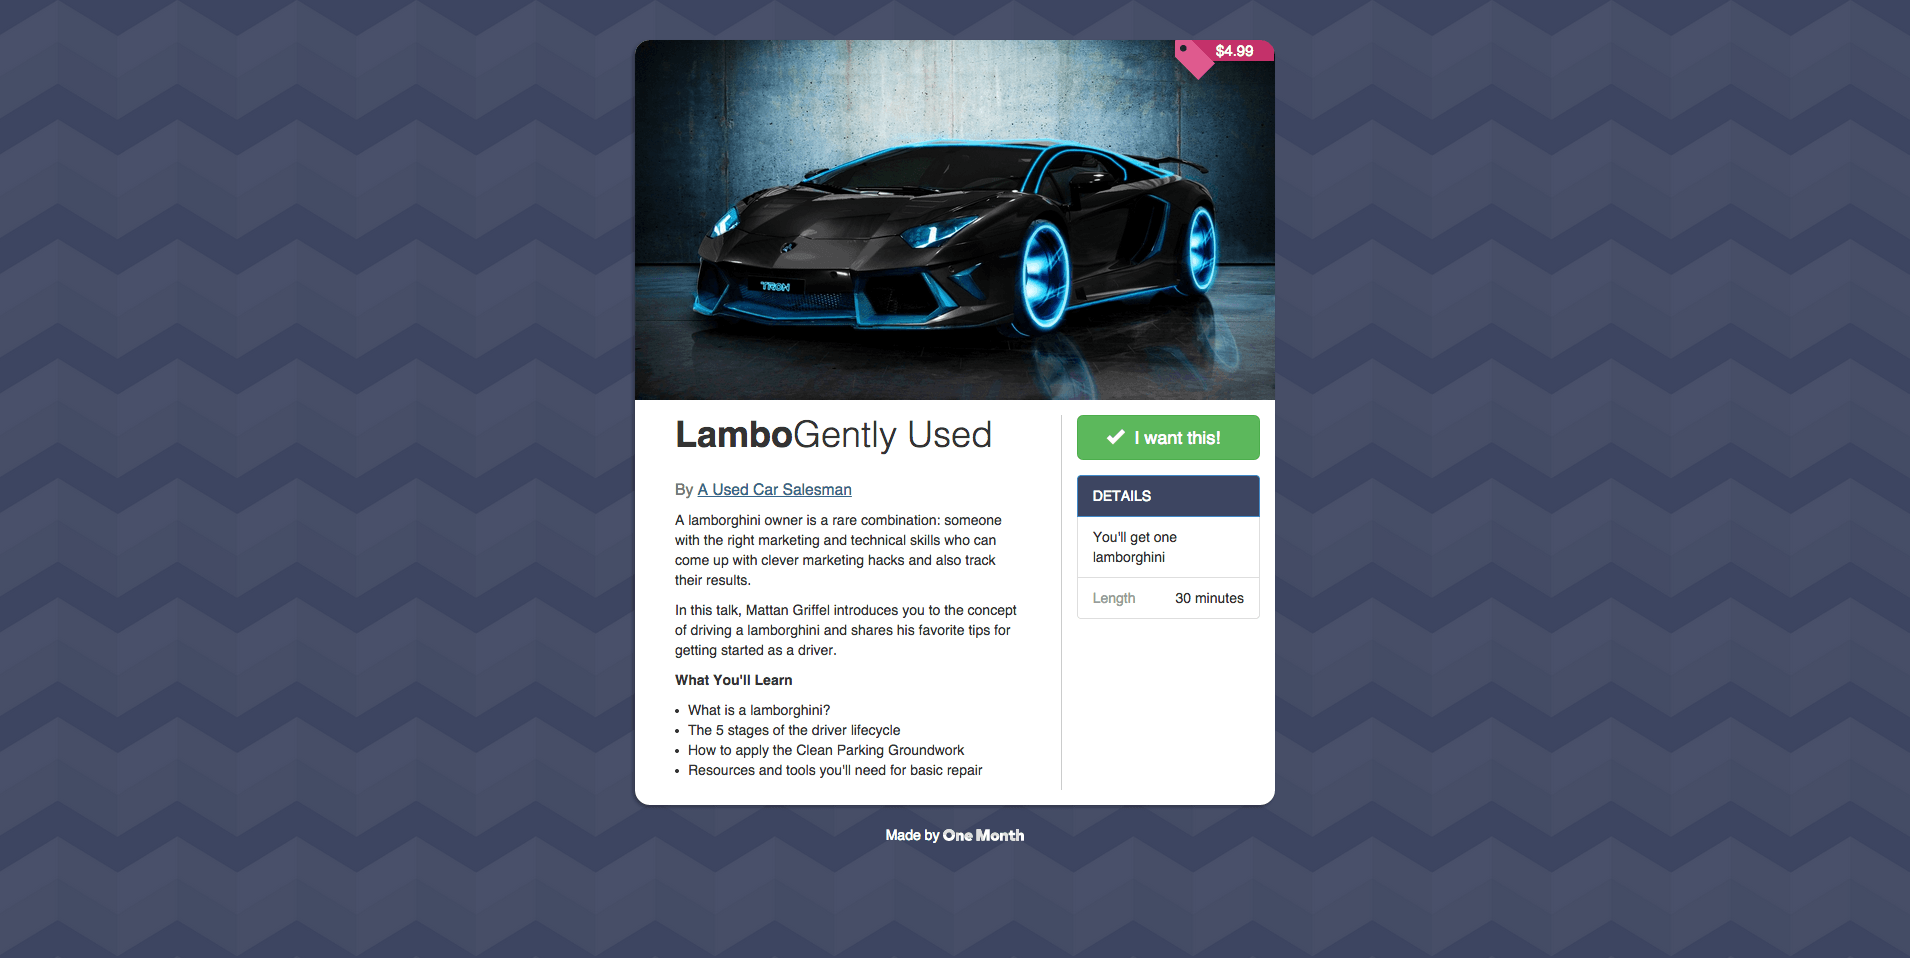 $4.99
TRON
LamboGently Used
By A Used Car Salesman
A lamborghini owner is a rare combination: someone
with the right marketing and technical skills who can
come up with clever marketing hacks and also track
their results.
In this talk, Mattan Griffel introduces you to the concept
of driving a lamborghini and shares his favorite tips for
getting started as a driver.
What You'll Learn
• What is a lamborghini?
• The 5 stages of the driver lifecycle
• How to apply the Clean Parking Groundwork
• Resources and tools you'll need for basic repair
I want this!
DETAILS
You'll get one
lamborghini
Length 30 minutes
Made by One Month